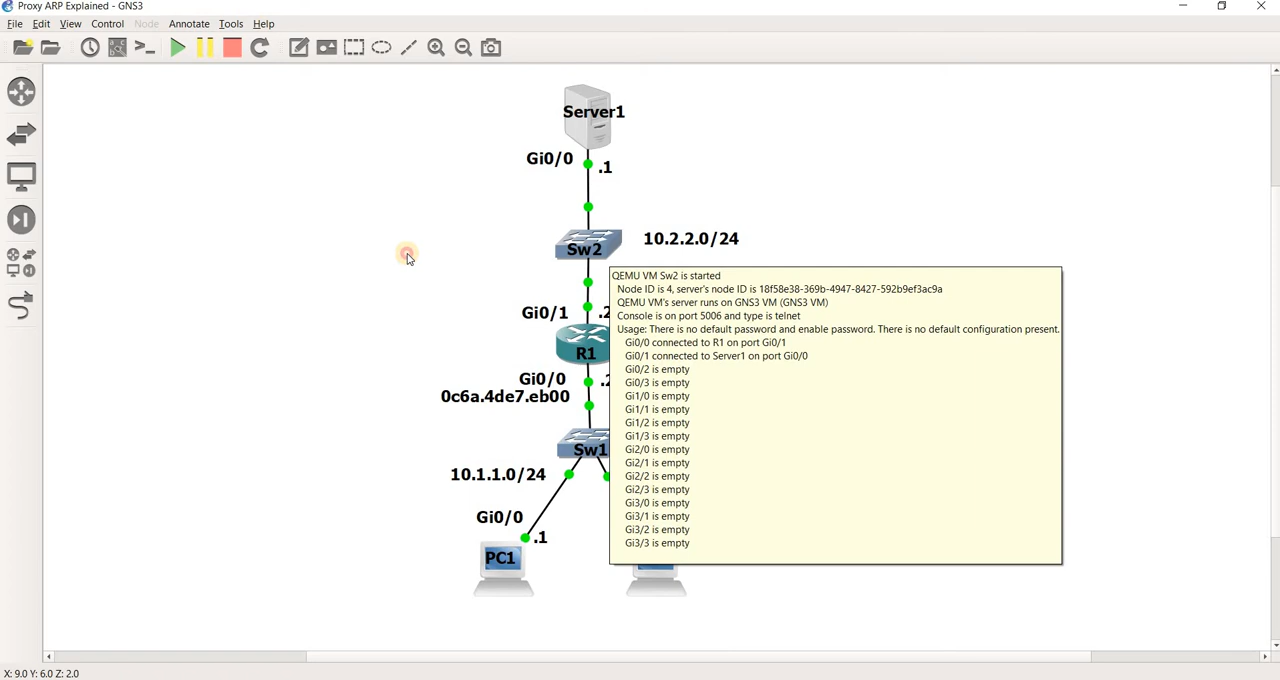 Proxy ARP Explained - GNS3
File Edit View Control Node Annotate Tools Help
Server1
Gi0/0
.1
Sw2
10.2.2.0/24
QEMU VM Sw2 is started
Node ID is 4, server's node ID is 18f58e38-369b-4947-8427-592b9ef3ac9a
QEMU VM's server runs on GNS3 VM (GNS3 VM)
Gi0/1
.2
Console is on port 5006 and type is telnet
Usage: There is no default password and enable password. There is no default configuration present.
Gi0/0 connected to R1 on port Gi0/1
R1
Gi0/1 connected to Server1 on port Gi0/0
Gi0/2 is empty
Gi0/0
.2
Gi0/3 is empty
0c6a.4de7.eb00
Gi1/0 is empty
Gi1/1 is empty
Gi1/2 is empty
Gi1/3 is empty
Sw1
Gi2/0 is empty
Gi2/1 is empty
10.1.1.0/24
Gi2/2 is empty
Gi2/3 is empty
Gi3/0 is empty
Gi0/0
Gi3/1 is empty
Gi3/2 is empty
.1
Gi3/3 is empty
PC1
X: 9.0 Y: 6.0 Z: 2.0